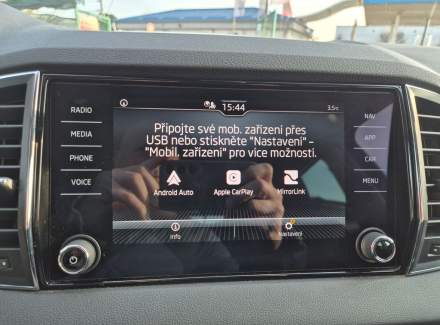 15:44
3.5°C
RADIO
MEDIA
PHONE
VOICE
Připojte své mob. zařízení přes
USB nebo stiskněte "Nastavení" –
"Mobil. zařízení" pro více možností.
Android Auto
Apple CarPlay
MirrorLink
Info
Nastavení
NAV
APP
CAR
MENU